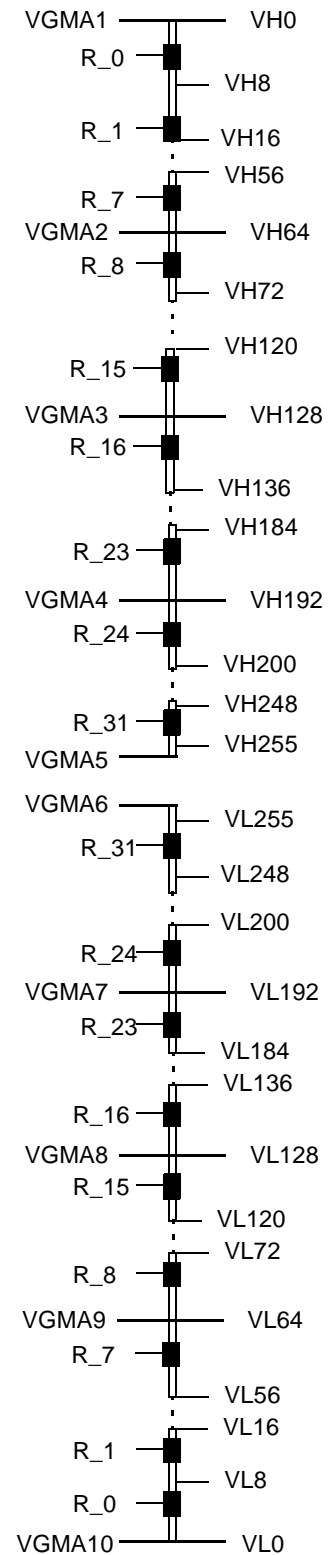 VGMA1 VH0
R_0
VH8
R_1
VH16
VH56
R_7
VGMA2 VH64
R_8
VH72
VH120
R_15
VGMA3 VH128
R_16
VH136
VH184
R_23
VGMA4 VH192
R_24
VH200
VH248
R_31
VH255
VGMA5
VGMA6
VL255
R_31
VL248
VL200
R_24
VGMA7 VL192
R_23
VL184
VL136
R_16
VGMA8 VL128
R_15
VL120
VL72
R_8
VGMA9 VL64
R_7
VL56
VL16
R_1
VL8
R_0
VGMA10 VL0